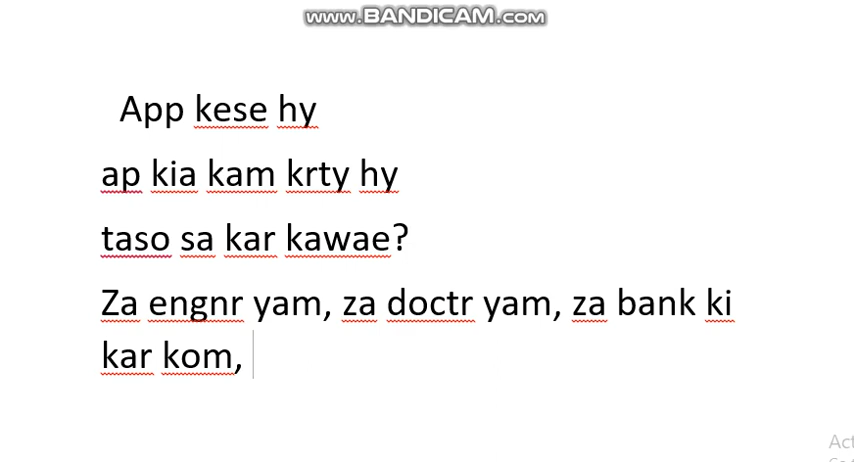 www.BANDICAM.com
App kese hy
ap kia kam krty hy
taso sa kar kawae?
Za engnr yam, za doctr yam, za bank ki
kar kom,
Act